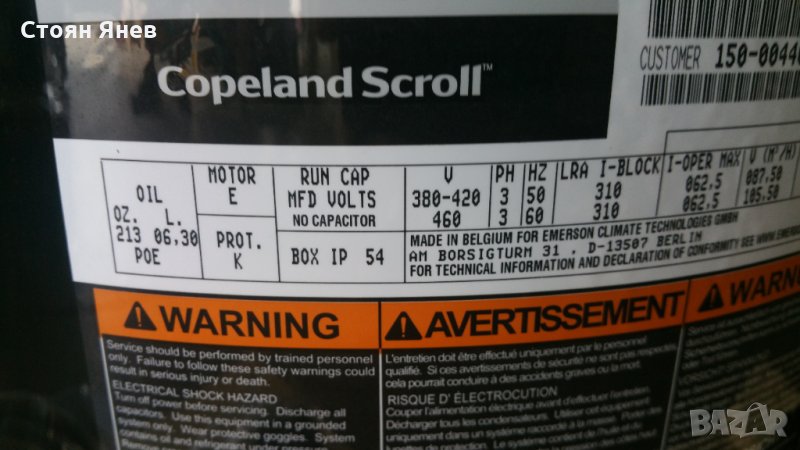 Стоян Янев
Copeland Scroll™
CUSTOMER 150-00440
OIL
OZ. L.
213 06,30
POE
MOTOR
E
PROT.
K
RUN CAP
MFD VOLTS
NO CAPACITOR
BOX IP 54
V PH HZ LRA I-BLOCK I-OPER MAX V (M³/H)
380-420 3 50 310 062.5 087.50
460 3 60 310 062.5 105.50
MADE IN BELGIUM FOR EMERSON CLIMATE TECHNOLOGIES GMBH
AM BORSIGTURM 31 . D-13507 BERLIN
FOR TECHNICAL INFORMATION AND DECLARATION OF CONFORMITY SEE WWW.EMERS
WARNING
Service should be performed by trained personnel
only. Failure to follow these safety warnings could
result in serious injury or death.
ELECTRICAL SHOCK HAZARD
Turn off power before servicing. Discharge all
capacitors. Use this equipment in a grounded
system only. Wear protective goggles. System
contains oil and refrigerant under pressure.
AVERTISSEMENT
L'entretien doit être effectué uniquement par le personnel
qualifié. Si ces avertissements de sécurité ne sont pas respectés
cela pourrait conduire à des accidents graves ou la mort.
RISQUE D' ÉLECTROCUTION
Couper l'alimentation électrique avant d'effectuer l'entretien.
Décharger tous les condensateurs. Utiliser cet équipement
uniquement dans un système mis à la terre. Porter des
WARN
BAZAR